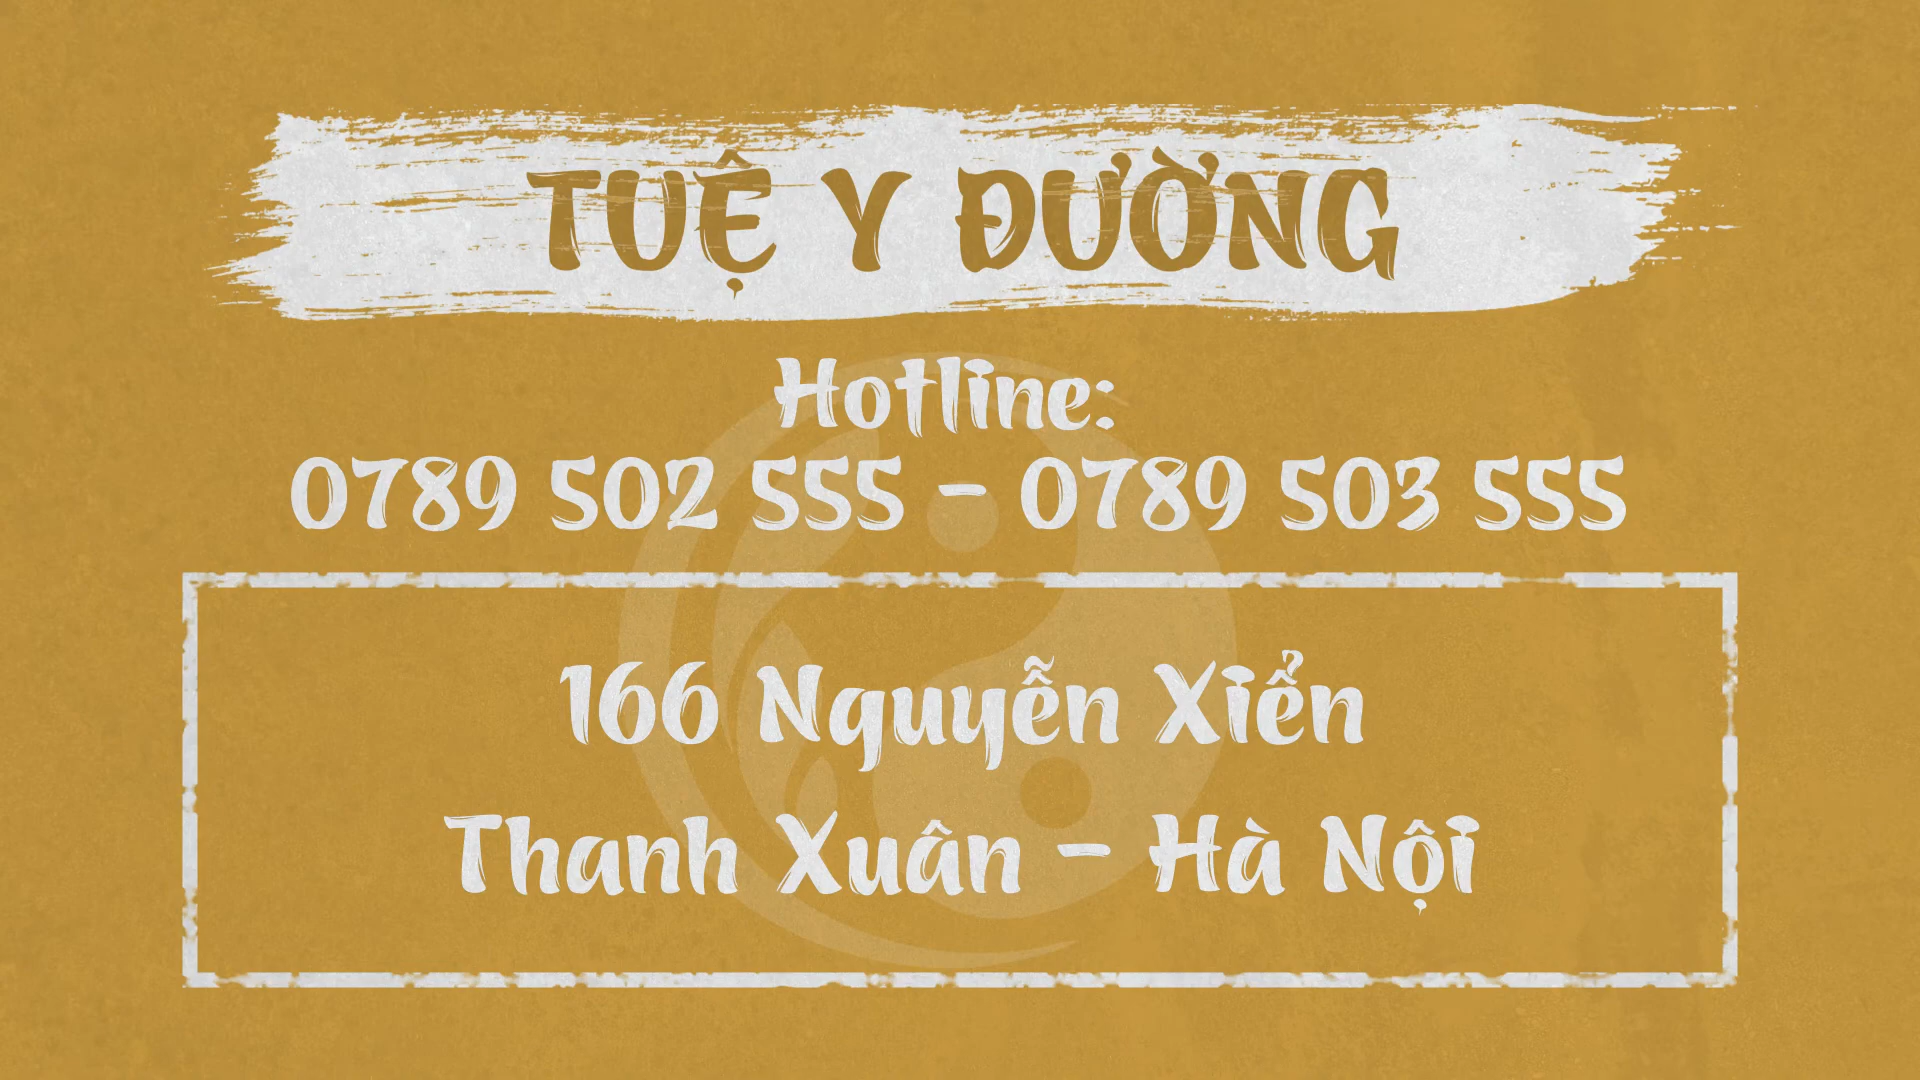 TUỆ Y ĐƯỜNG
Hotline:
0789 502 555 - 0789 503 555
166 Nguyễn Xiển
Thanh Xuân - Hà Nội